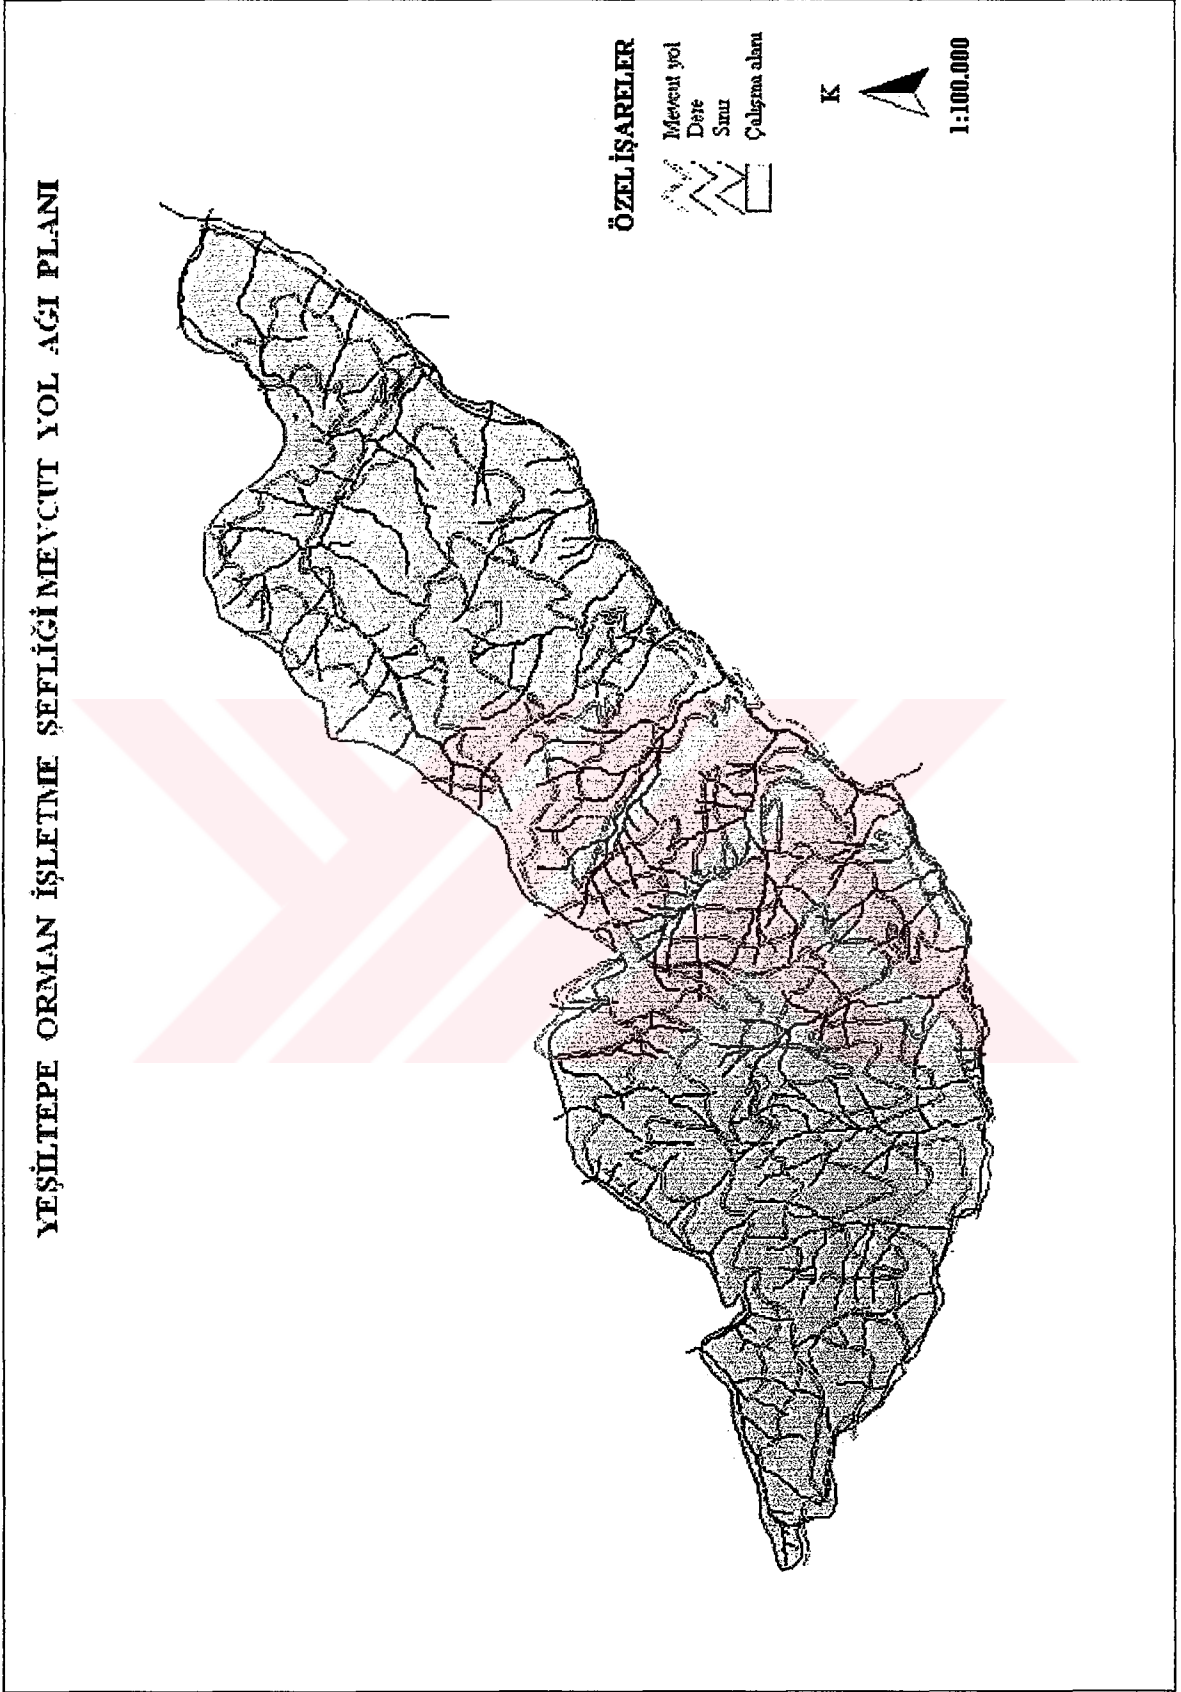 YEŞİLTEPE ORMAN İŞLETME ŞEFLİĞİ MEVCUT YOL AĞI PLANI
ÖZEL İŞARELER
Mevcut yol
Dere
Sınır
Çalışma alanı
K
1:100.000